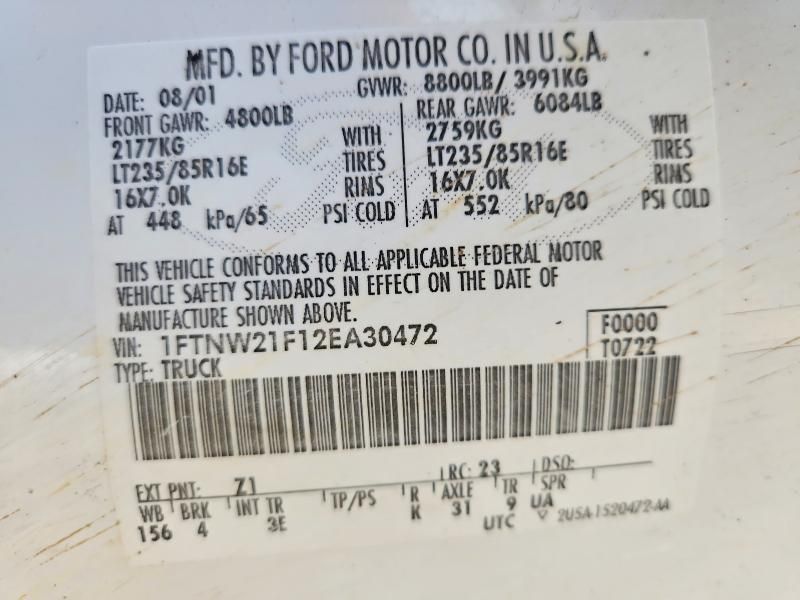 MFD. BY FORD MOTOR CO. IN U.S.A.
DATE: 08/01 GVWR: 8800LB/ 3991KG
FRONT GAWR: 4800LB REAR GAWR: 6084LB
2177KG WITH 2759KG WITH
LT235/85R16E TIRES LT235/85R16E TIRES
16X7.0K RIMS 16X7.0K RIMS
AT 448 kPa/65 PSI COLD AT 552 kPa/80 PSI COLD
THIS VEHICLE CONFORMS TO ALL APPLICABLE FEDERAL MOTOR
VEHICLE SAFETY STANDARDS IN EFFECT ON THE DATE OF
MANUFACTURE SHOWN ABOVE.
VIN: 1FTNW21F12EA30472 F0000
TYPE: TRUCK T0722
EXT PNT: Z1 RC: 23 DSO:
WB BRK INT TR TP/PS R AXLE TR SPR
156 4 3E K 31 9 UA
UTC 2USA-1520472-AA